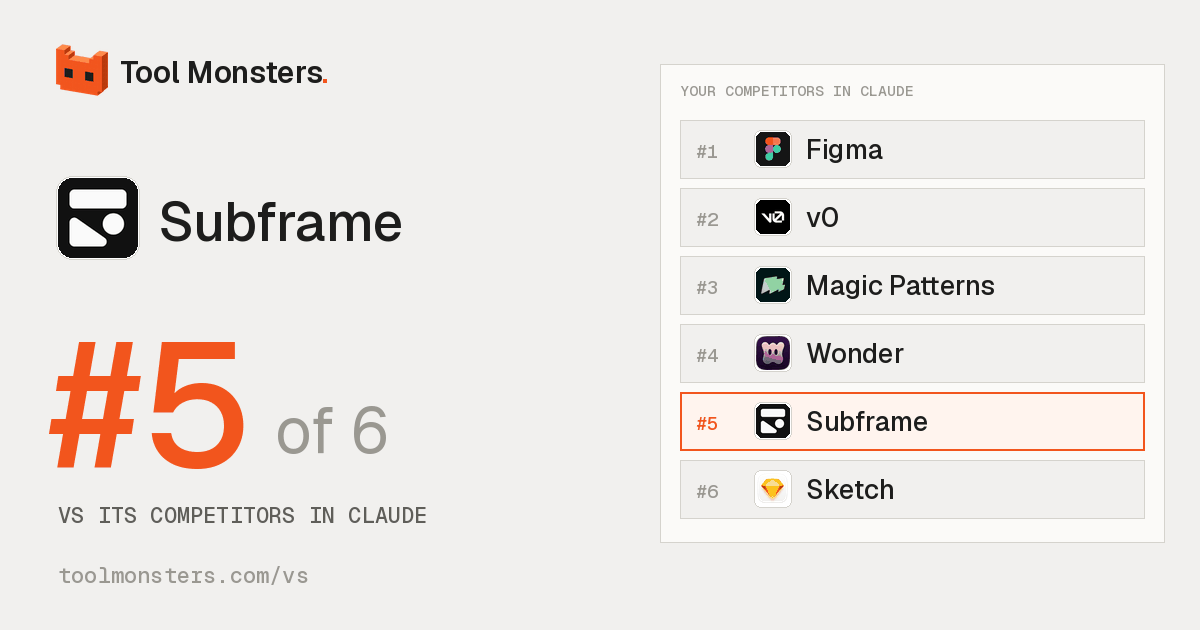 Tool Monsters.
Subframe
#5 of 6
VS ITS COMPETITORS IN CLAUDE
toolmonsters.com/vs
YOUR COMPETITORS IN CLAUDE
#1 Figma
#2 v0 v0
#3 Magic Patterns
#4 Wonder
#5 Subframe
#6 Sketch